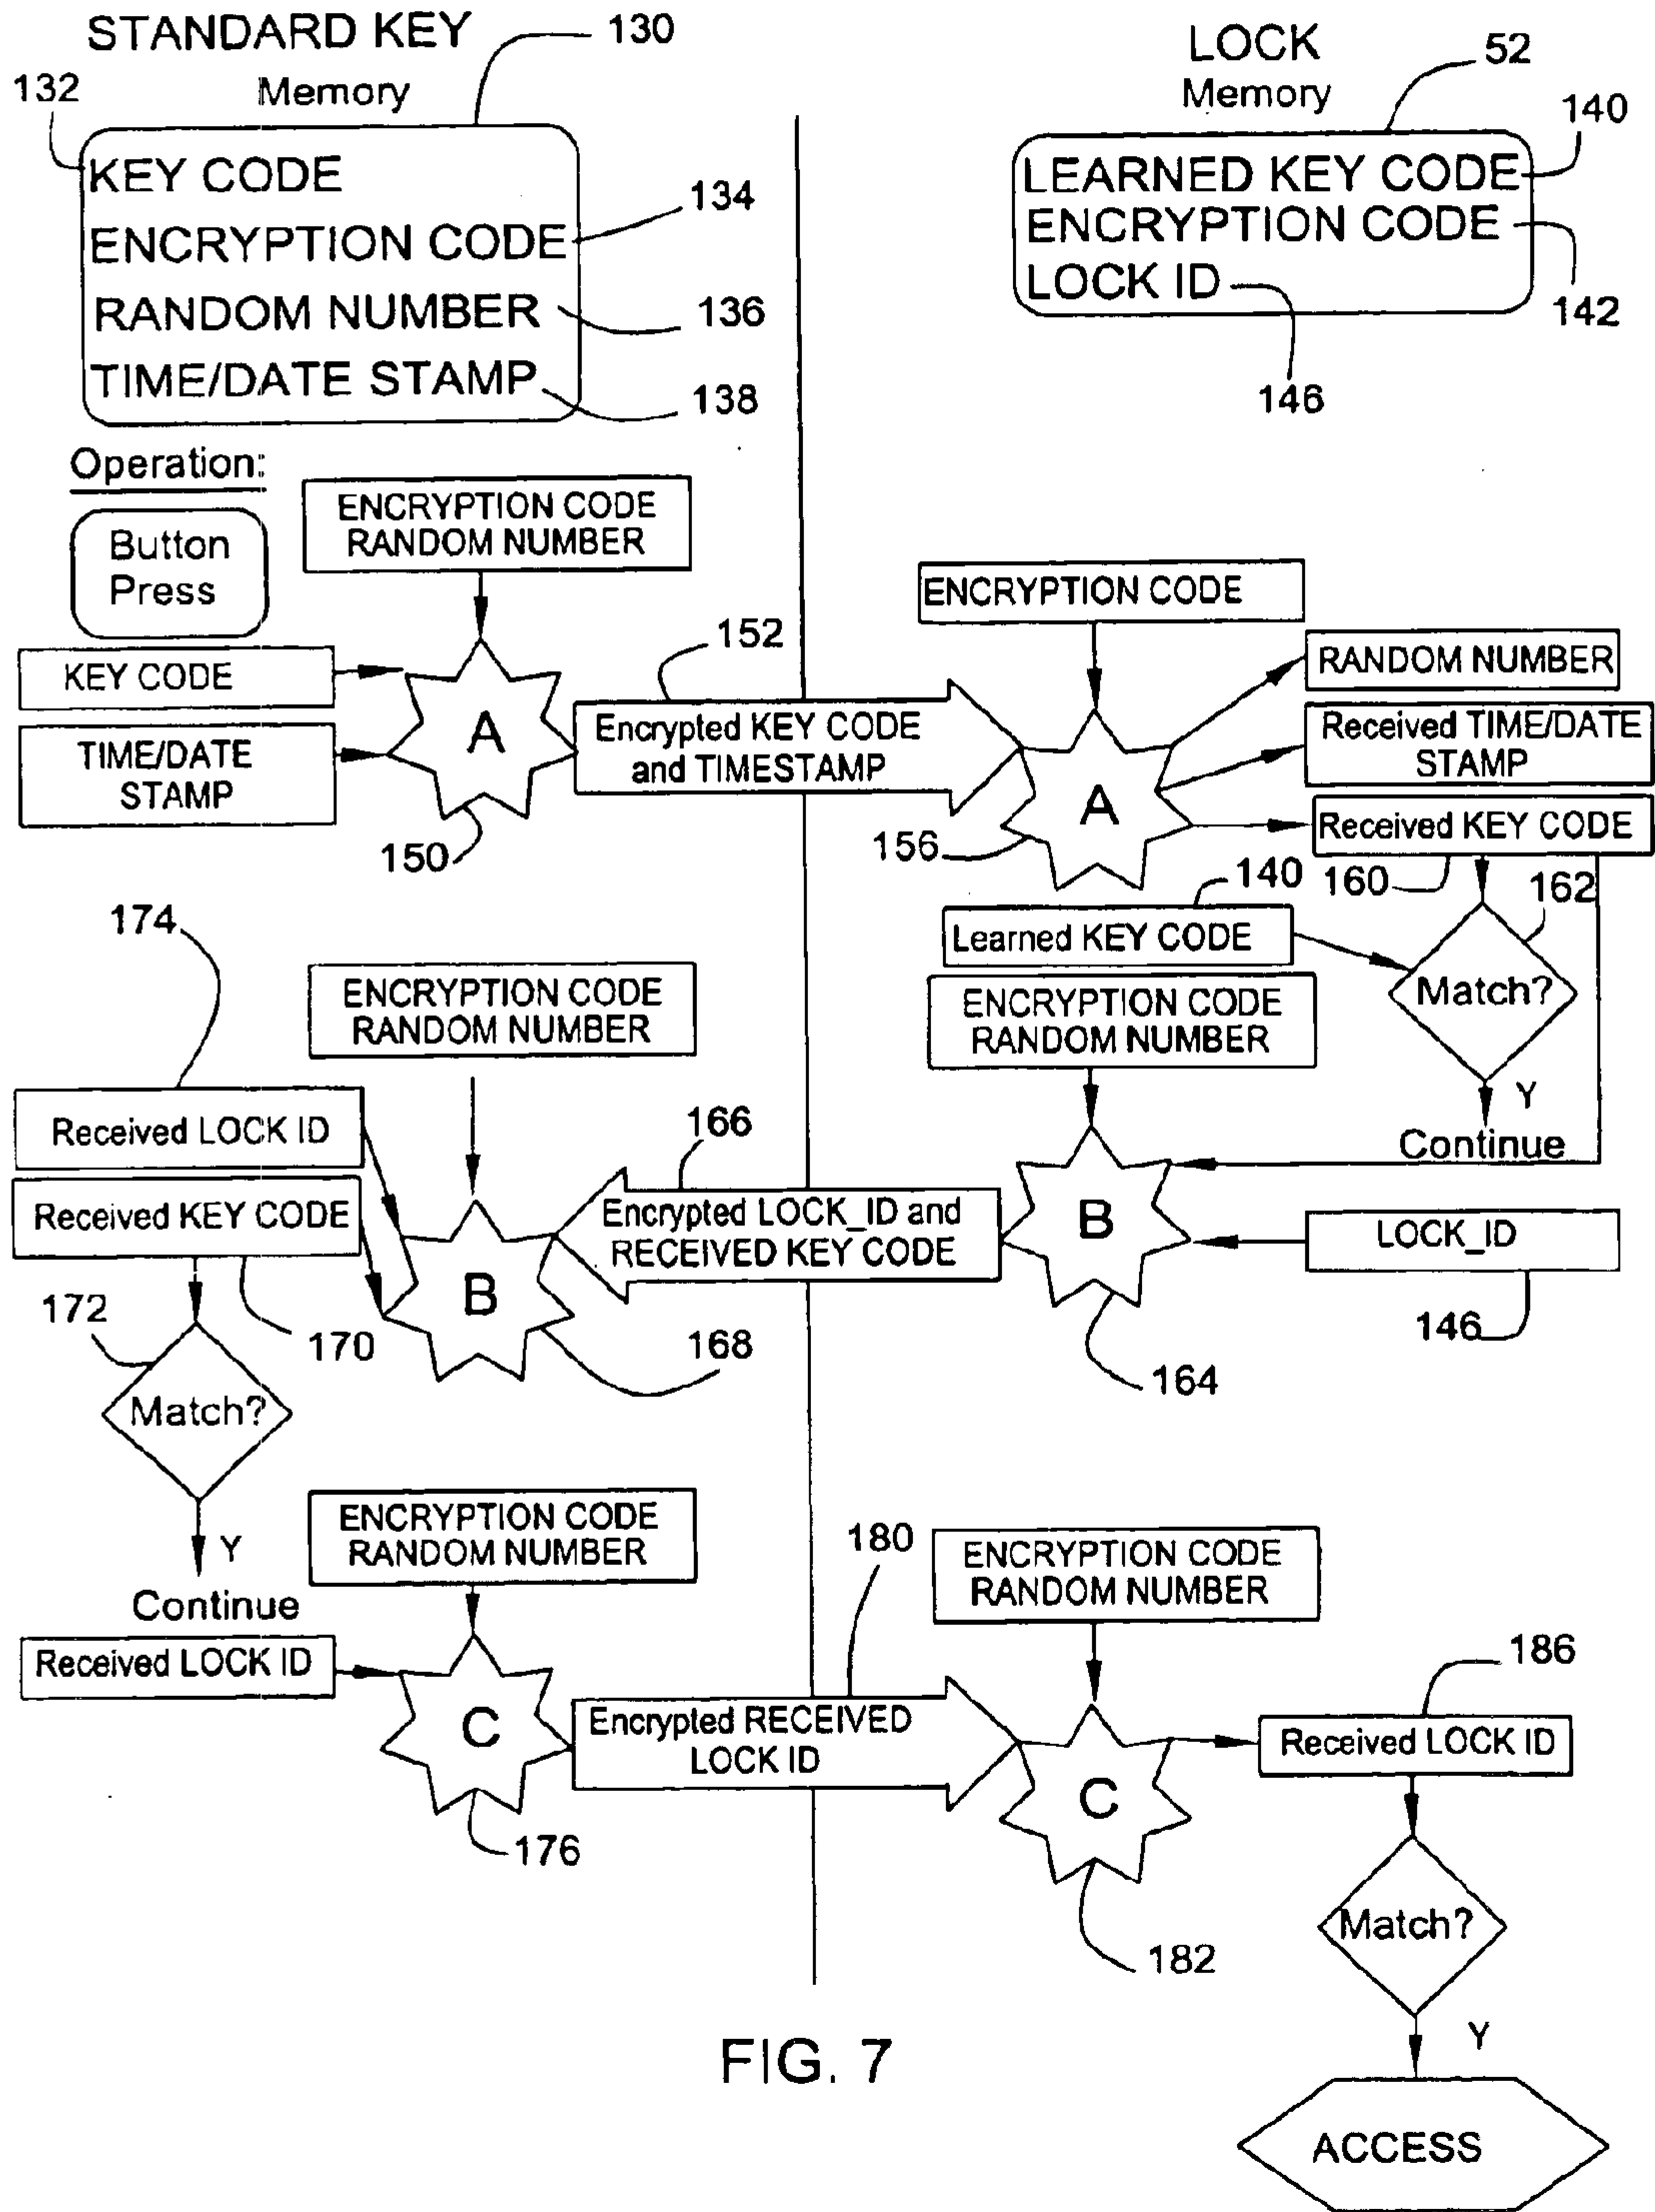 STANDARD KEY
130
132
Memory
KEY CODE
ENCRYPTION CODE
134
RANDOM NUMBER
136
TIME/DATE STAMP
138
LOCK
52
Memory
140
LEARNED KEY CODE
ENCRYPTION CODE
LOCK ID
142
146
Operation:
Button
Press
ENCRYPTION CODE
RANDOM NUMBER
KEY CODE
TIME/DATE
STAMP
A
150
152
Encrypted KEY CODE
and TIMESTAMP
ENCRYPTION CODE
A
156
RANDOM NUMBER
Received TIME/DATE
STAMP
Received KEY CODE
160
162
140
Learned KEY CODE
Match?
Y
Continue
ENCRYPTION CODE
RANDOM NUMBER
B
LOCK_ID
146
164
166
Encrypted LOCK_ID and
RECEIVED KEY CODE
174
ENCRYPTION CODE
RANDOM NUMBER
Received LOCK ID
Received KEY CODE
B
168
170
172
Match?
Y
Continue
ENCRYPTION CODE
RANDOM NUMBER
Received LOCK ID
C
176
180
Encrypted RECEIVED
LOCK ID
ENCRYPTION CODE
RANDOM NUMBER
C
182
186
Received LOCK ID
Match?
Y
ACCESS
FIG. 7